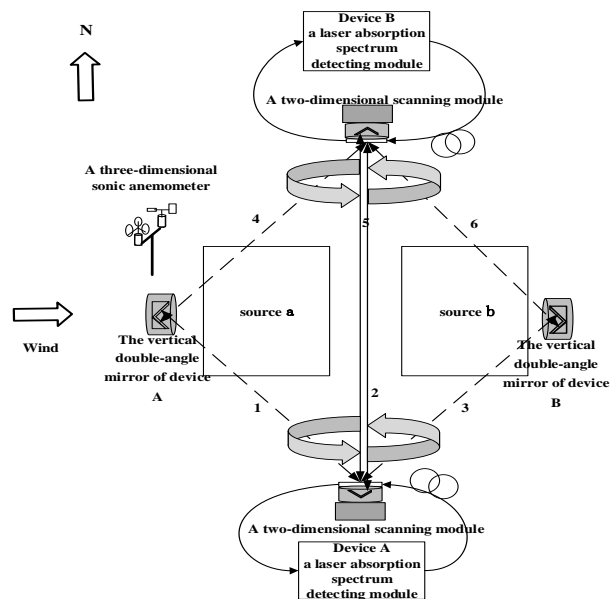 N
Device B
a laser absorption
spectrum
detecting module
A two-dimensional scanning module
A three-dimensional
sonic anemometer
4
5
6
source a
source b
Wind
The vertical
double-angle
mirror of device
A
The vertical
double-angle
mirror of device
B
1
2
3
A two-dimensional scanning module
Device A
a laser absorption
spectrum
detecting module